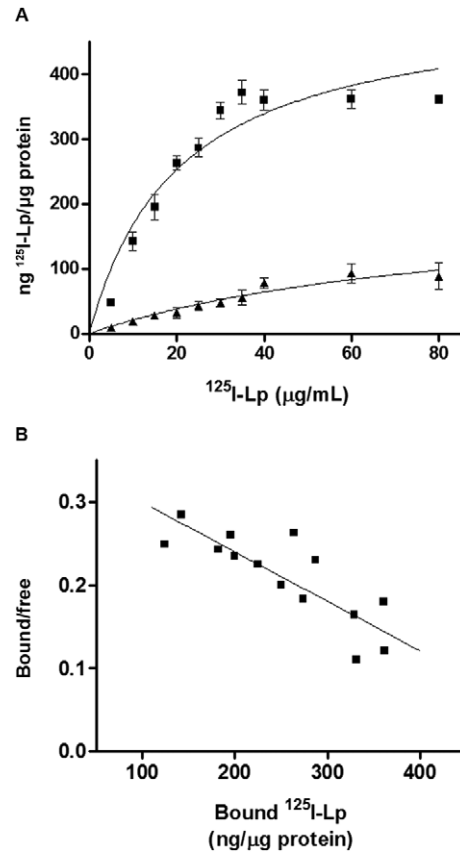 A
ng ¹²⁵I-Lp/µg protein
400
300
200
100
0
0 20 40 60 80
¹²⁵I-Lp (µg/mL)
B
Bound/free
0.3
0.2
0.1
0.0
100 200 300 400
Bound ¹²⁵I-Lp
(ng/µg protein)